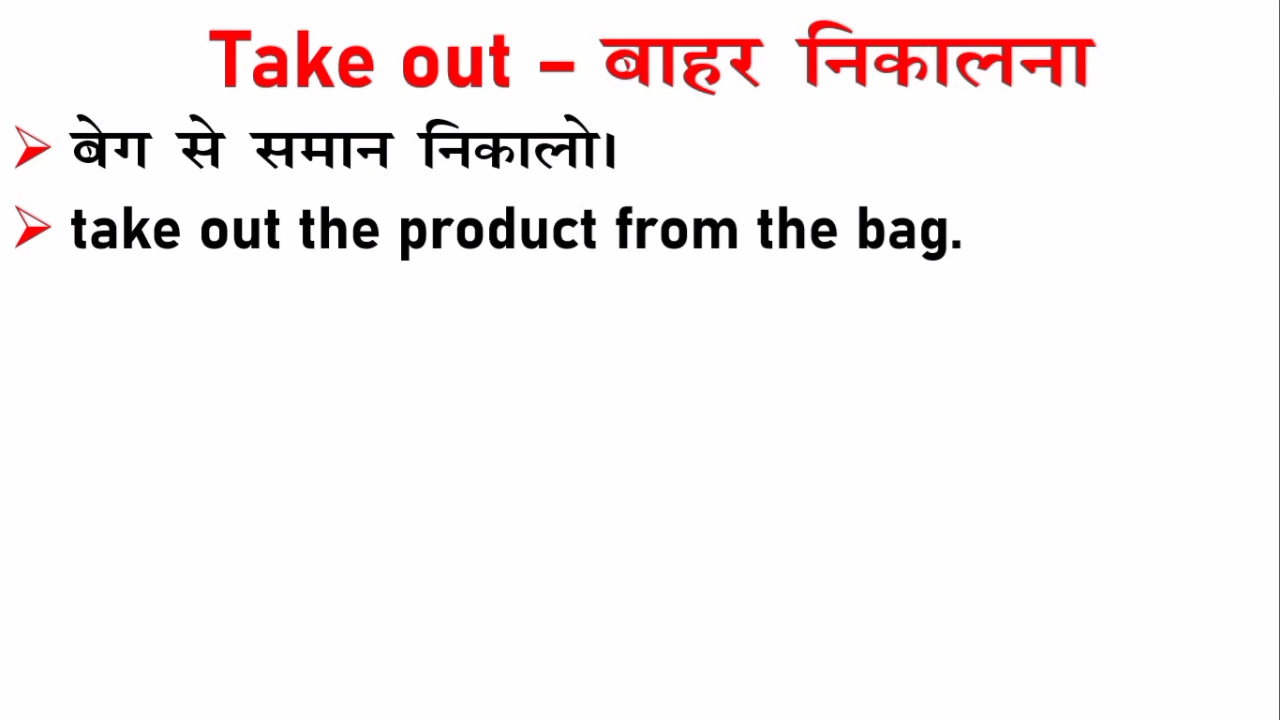 Take out – बाहर निकालना
बेग से समान निकालो।
take out the product from the bag.